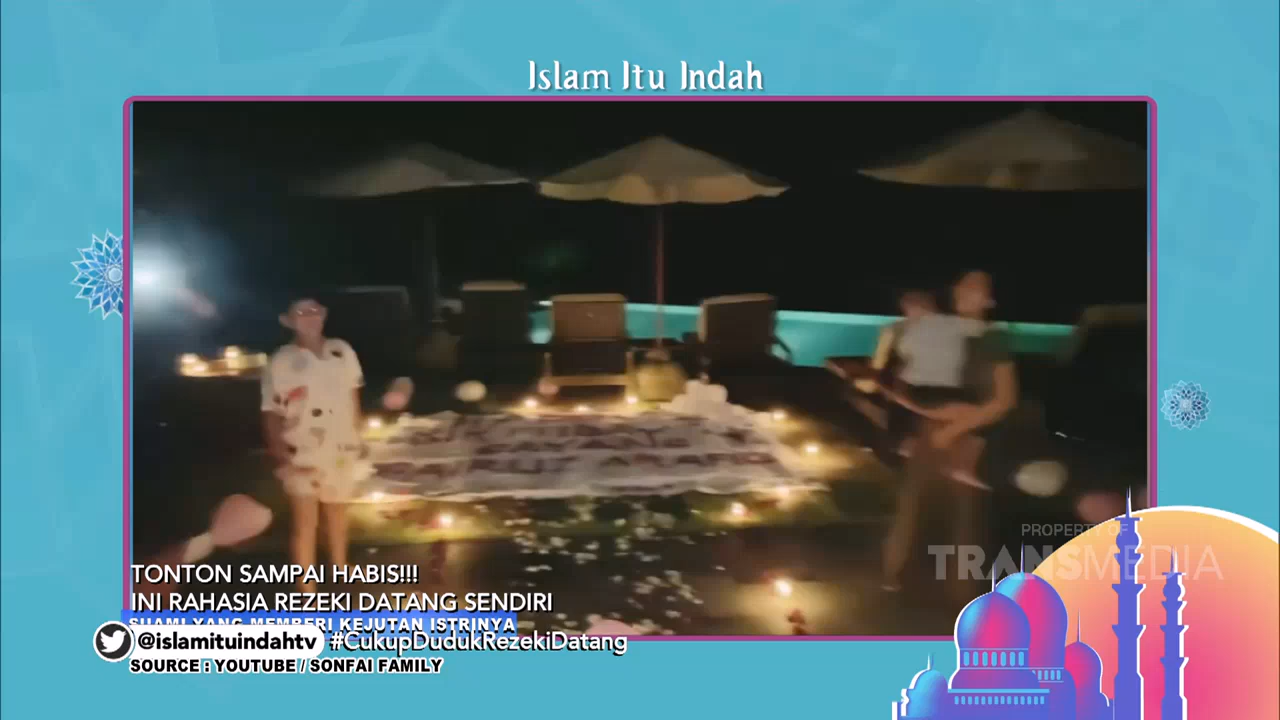 Islam Itu Indah
PROPERTY OF
TRANSMEDIA
TONTON SAMPAI HABIS!!!
INI RAHASIA REZEKI DATANG SENDIRI
SUAMI YANG MEMBERI KEJUTAN ISTRINYA
@islamituindahtv #CukupDudukRezekiDatang
SOURCE : YOUTUBE / SONFAI FAMILY